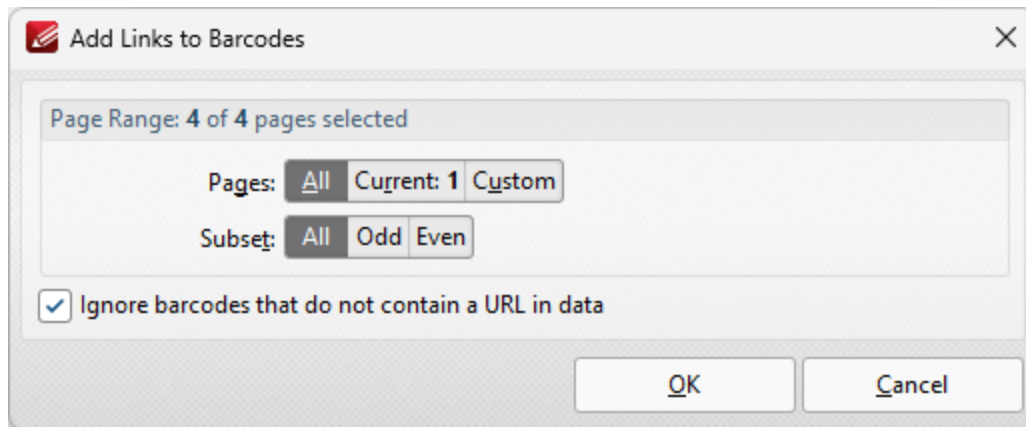 Add Links to Barcodes
Page Range: 4 of 4 pages selected
Pages: All Current: 1 Custom
Subset: All Odd Even
Ignore barcodes that do not contain a URL in data
OK Cancel